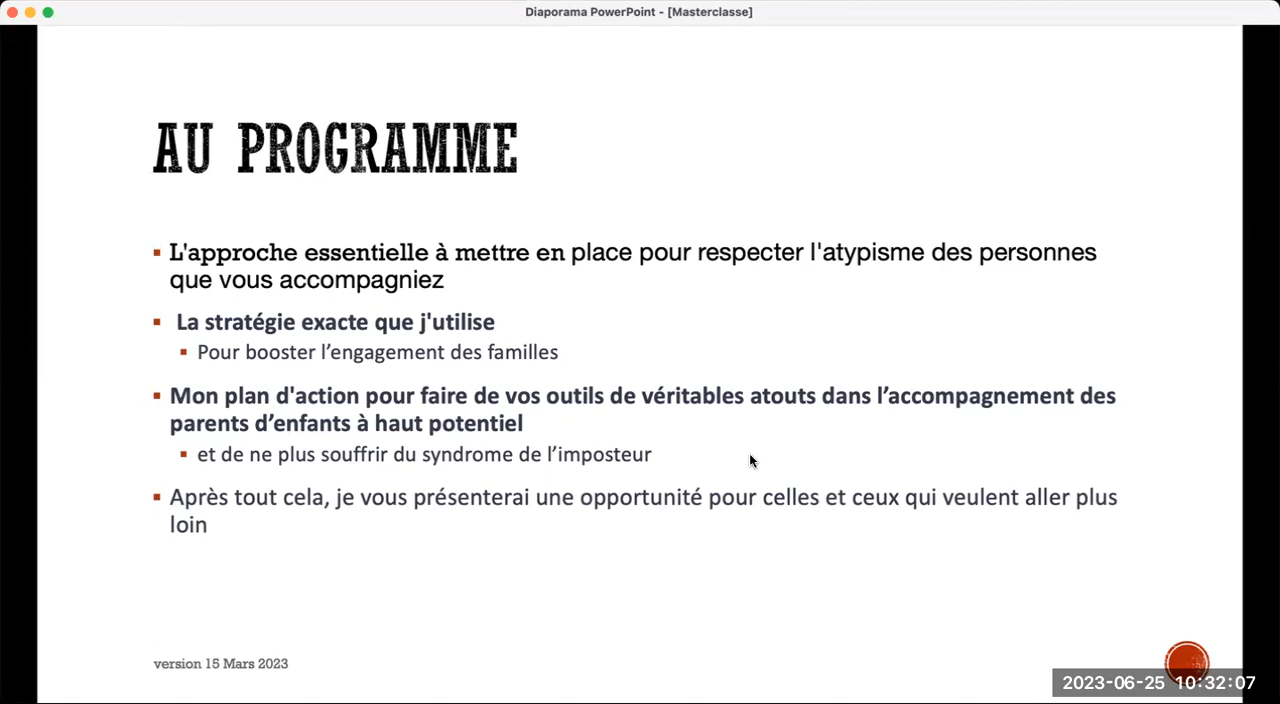 Diaporama PowerPoint - [Masterclasse]
AU PROGRAMME
▪ L'approche essentielle à mettre en place pour respecter l'atypisme des personnes
que vous accompagniez
▪ La stratégie exacte que j'utilise
▪ Pour booster l’engagement des familles
▪ Mon plan d'action pour faire de vos outils de véritables atouts dans l’accompagnement des
parents d’enfants à haut potentiel
▪ et de ne plus souffrir du syndrome de l’imposteur
▪ Après tout cela, je vous présenterai une opportunité pour celles et ceux qui veulent aller plus
loin
version 15 Mars 2023
2023-06-25 10:32:07